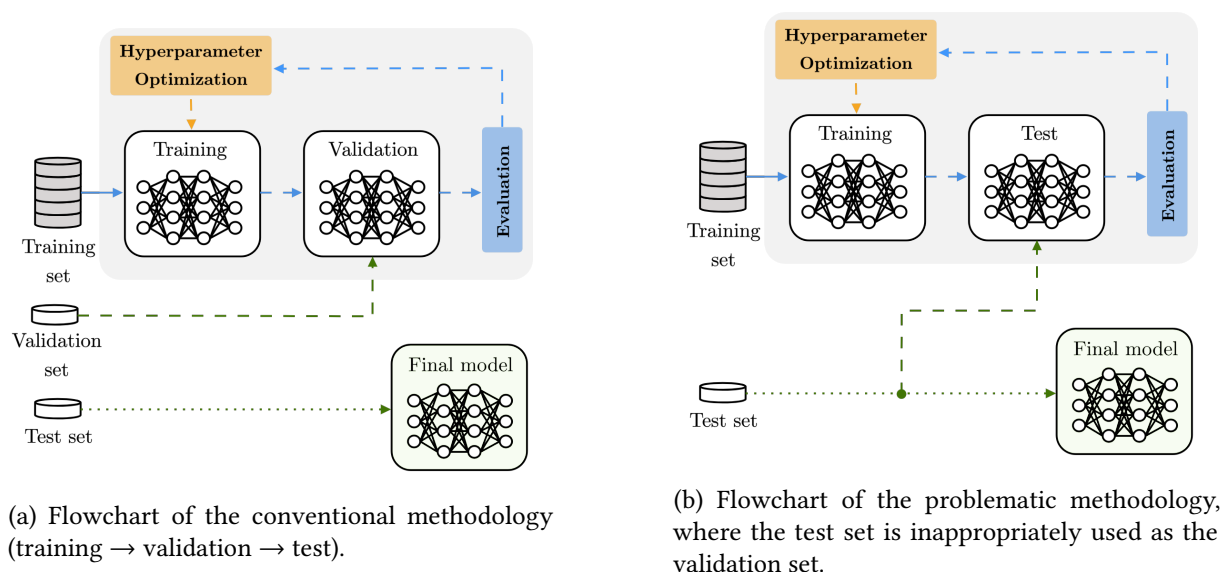 Hyperparameter
Optimization
Training
Validation
Evaluation
Training
set
Validation
set
Test set
Final model
(a) Flowchart of the conventional methodology
(training → validation → test).
Hyperparameter
Optimization
Training
Test
Evaluation
Training
set
Final model
Test set
(b) Flowchart of the problematic methodology,
where the test set is inappropriately used as the
validation set.